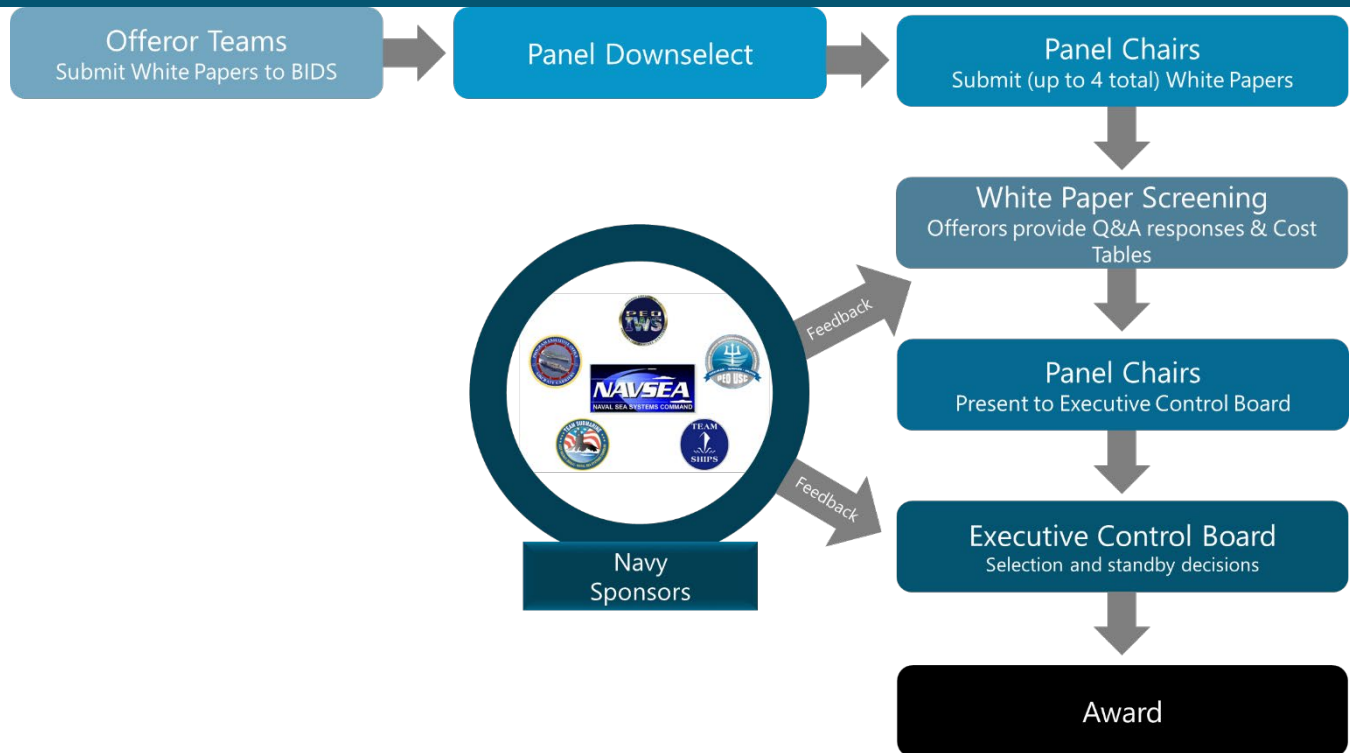 Offeror Teams
Submit White Papers to BIDS
Panel Downselect
Panel Chairs
Submit (up to 4 total) White Papers
White Paper Screening
Offerors provide Q&A responses & Cost
Tables
Feedback
PEO
IWS
PEO USC
NAVSEA
NAVAL SEA SYSTEMS COMMAND
TEAM SUBMARINE
TEAM
SHIPS
Panel Chairs
Present to Executive Control Board
Feedback
Executive Control Board
Selection and standby decisions
Navy
Sponsors
Award